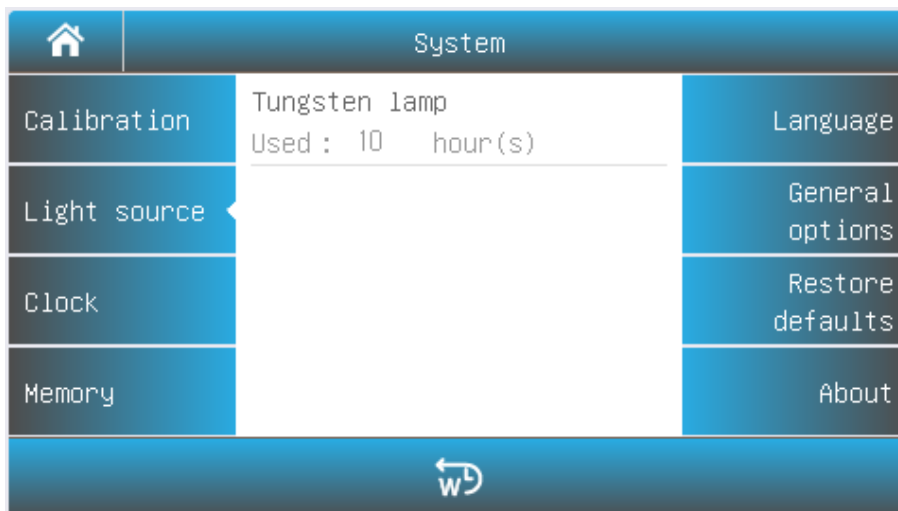 System
Calibration
Light source
Clock
Memory
Tungsten lamp
Used : 10 hour(s)
Language
General
options
Restore
defaults
About
W